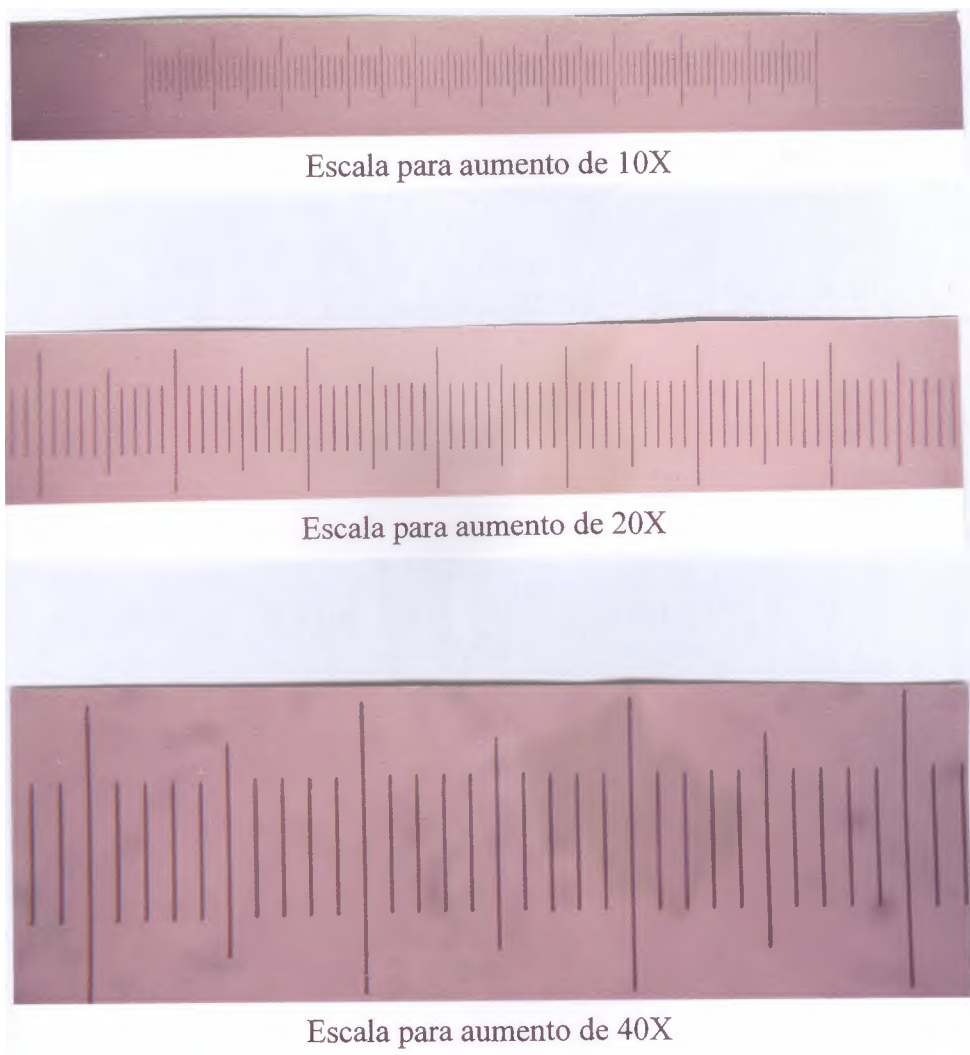 Escala para aumento de 10X
Escala para aumento de 20X
Escala para aumento de 40X